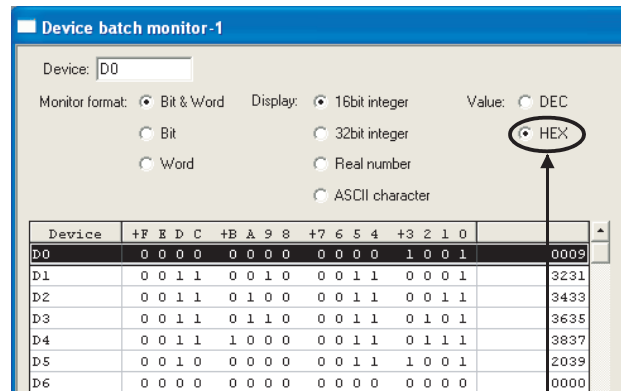 Device batch monitor-1
Device: D0
Monitor format: Bit & Word Display: 16bit integer Value: DEC
Bit 32bit integer HEX
Word Real number
ASCII character
Device +F E D C +B A 9 8 +7 6 5 4 +3 2 1 0
D0 0 0 0 0 0 0 0 0 0 0 0 0 1 0 0 1 0009
D1 0 0 1 1 0 0 1 0 0 0 1 1 0 0 0 1 3231
D2 0 0 1 1 0 1 0 0 0 0 1 1 0 0 1 1 3433
D3 0 0 1 1 0 1 1 0 0 0 1 1 0 1 0 1 3635
D4 0 0 1 1 1 0 0 0 0 0 1 1 0 1 1 1 3837
D5 0 0 1 0 0 0 0 0 0 0 1 1 1 0 0 1 2039
D6 0 0 0 0 0 0 0 0 0 0 0 0 0 0 0 0 0000